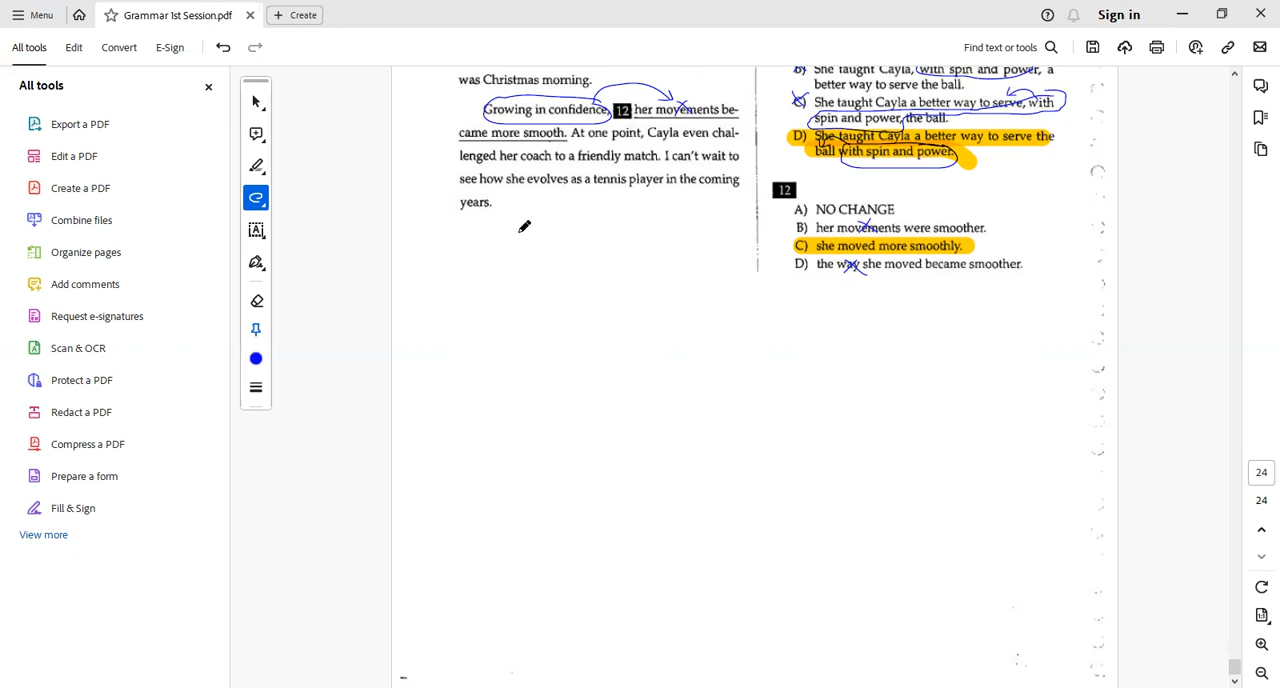 Menu
Grammar 1st Session.pdf
Create
Sign in
All tools
Edit
Convert
E-Sign
Find text or tools
All tools
Export a PDF
Edit a PDF
Create a PDF
Combine files
Organize pages
Add comments
Request e-signatures
Scan & OCR
Protect a PDF
Redact a PDF
Compress a PDF
Prepare a form
Fill & Sign
View more
was Christmas morning.
Growing in confidence, 12 her movements be-
came more smooth. At one point, Cayla even chal-
lenged her coach to a friendly match. I can't wait to
see how she evolves as a tennis player in the coming
years.
B) She taught Cayla, with spin and power, a
better way to serve the ball.
C) She taught Cayla a better way to serve, with
spin and power, the ball.
D) She taught Cayla a better way to serve the
ball with spin and power.
12
A) NO CHANGE
B) her movements were smoother.
C) she moved more smoothly.
D) the way she moved became smoother.
24
24